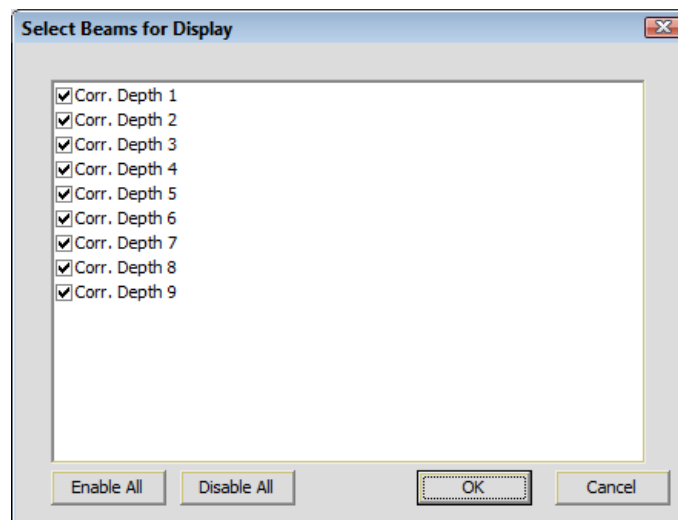 Select Beams for Display
Corr. Depth 1
Corr. Depth 2
Corr. Depth 3
Corr. Depth 4
Corr. Depth 5
Corr. Depth 6
Corr. Depth 7
Corr. Depth 8
Corr. Depth 9
Enable All Disable All OK Cancel